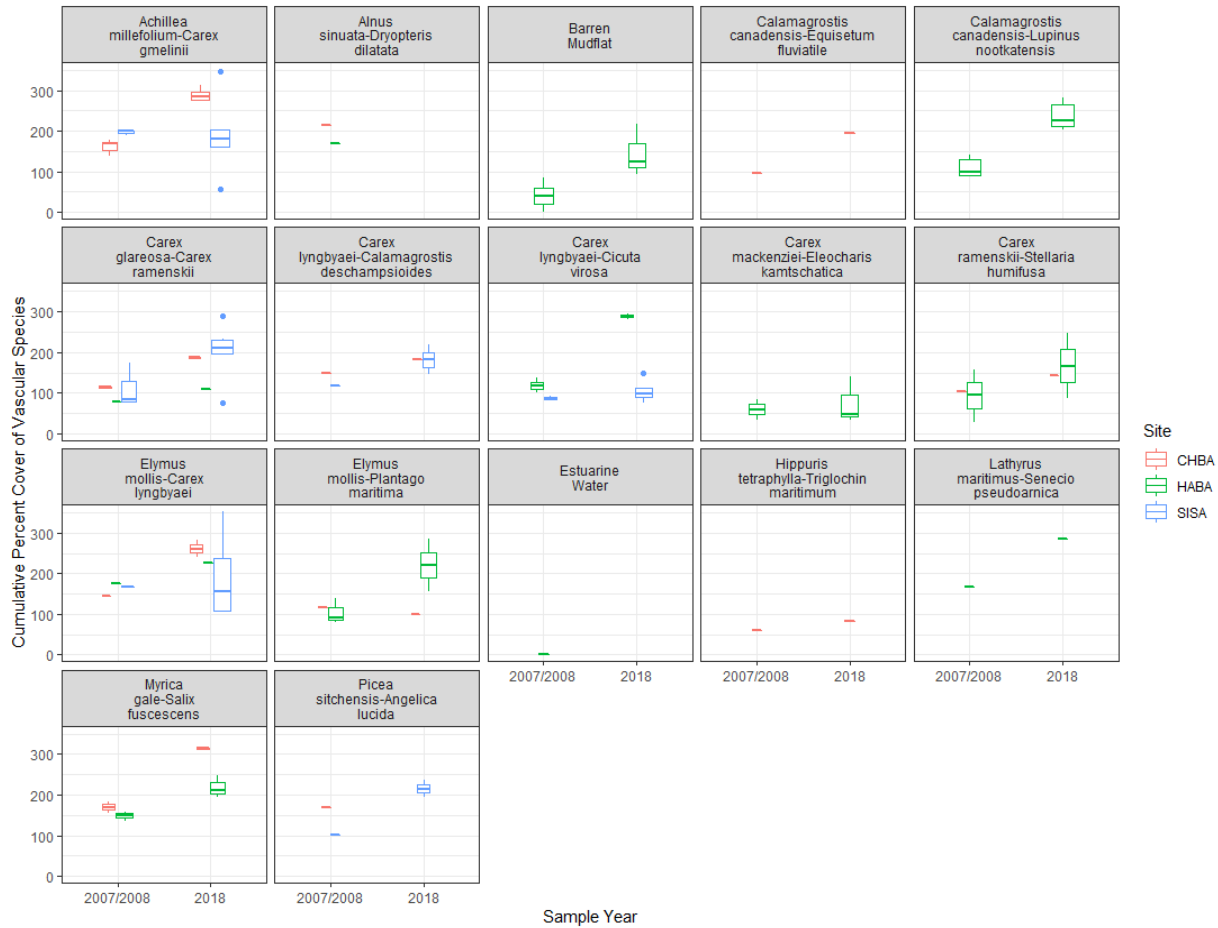 Achillea
millefolium-Carex
gmelinii
Alnus
sinuata-Dryopteris
dilatata
Barren
Mudflat
Calamagrostis
canadensis-Equisetum
fluviatile
Calamagrostis
canadensis-Lupinus
nootkatensis
300
200
100
0
Carex
glareosa-Carex
ramenskii
Carex
lyngbyaei-Calamagrostis
deschampsioides
Carex
lyngbyaei-Cicuta
virosa
Carex
mackenziei-Eleocharis
kamtschatica
Carex
ramenskii-Stellaria
humifusa
300
200
100
0
Cumulative Percent Cover of Vascular Species
Site
CHBA
HABA
SISA
Elymus
mollis-Carex
lyngbyaei
Elymus
mollis-Plantago
maritima
Estuarine
Water
Hippuris
tetraphylla-Triglochin
maritimum
Lathyrus
maritimus-Senecio
pseudoarnica
300
200
100
0
2007/2008 2018
2007/2008 2018
2007/2008 2018
Myrica
gale-Salix
fuscescens
Picea
sitchensis-Angelica
lucida
300
200
100
0
2007/2008 2018
2007/2008 2018
Sample Year